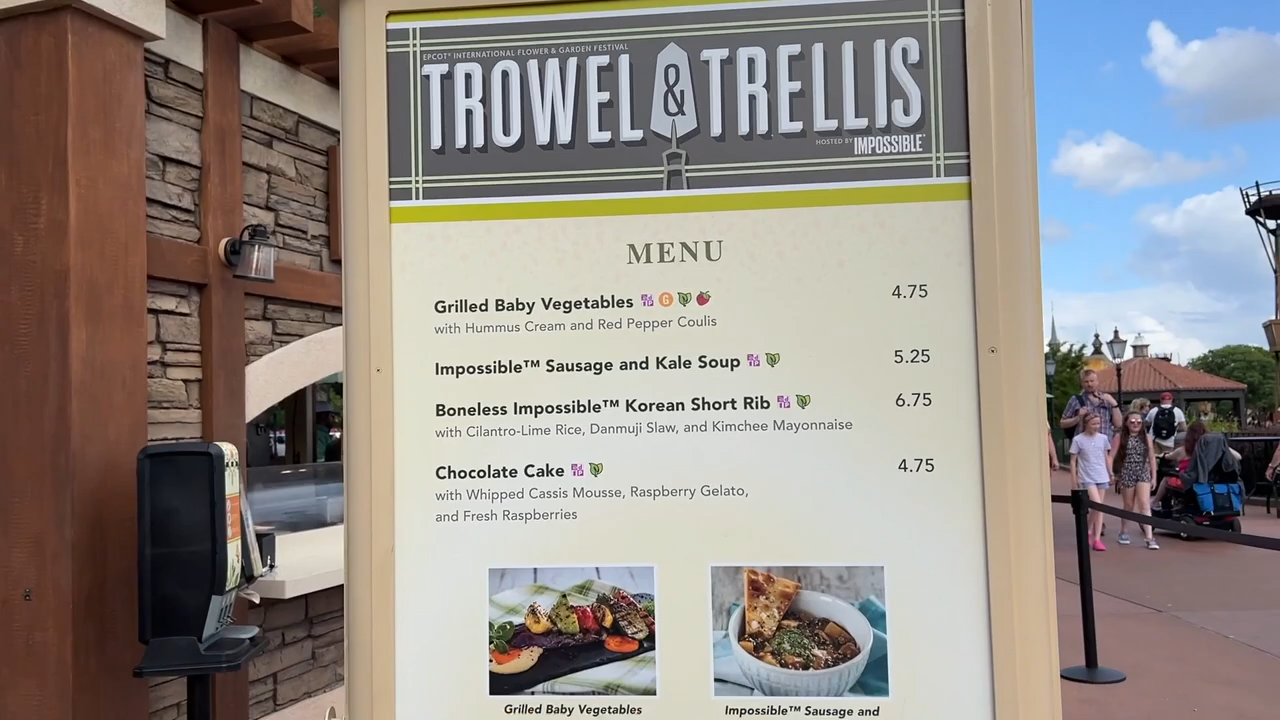 EPCOT® INTERNATIONAL FLOWER & GARDEN FESTIVAL
TROWEL & TRELLIS
HOSTED BY IMPOSSIBLE™
MENU
Grilled Baby Vegetables G 4.75
with Hummus Cream and Red Pepper Coulis
Impossible™ Sausage and Kale Soup 5.25
Boneless Impossible™ Korean Short Rib 6.75
with Cilantro-Lime Rice, Danmuji Slaw, and Kimchee Mayonnaise
Chocolate Cake 4.75
with Whipped Cassis Mousse, Raspberry Gelato,
and Fresh Raspberries
Grilled Baby Vegetables
Impossible™ Sausage and